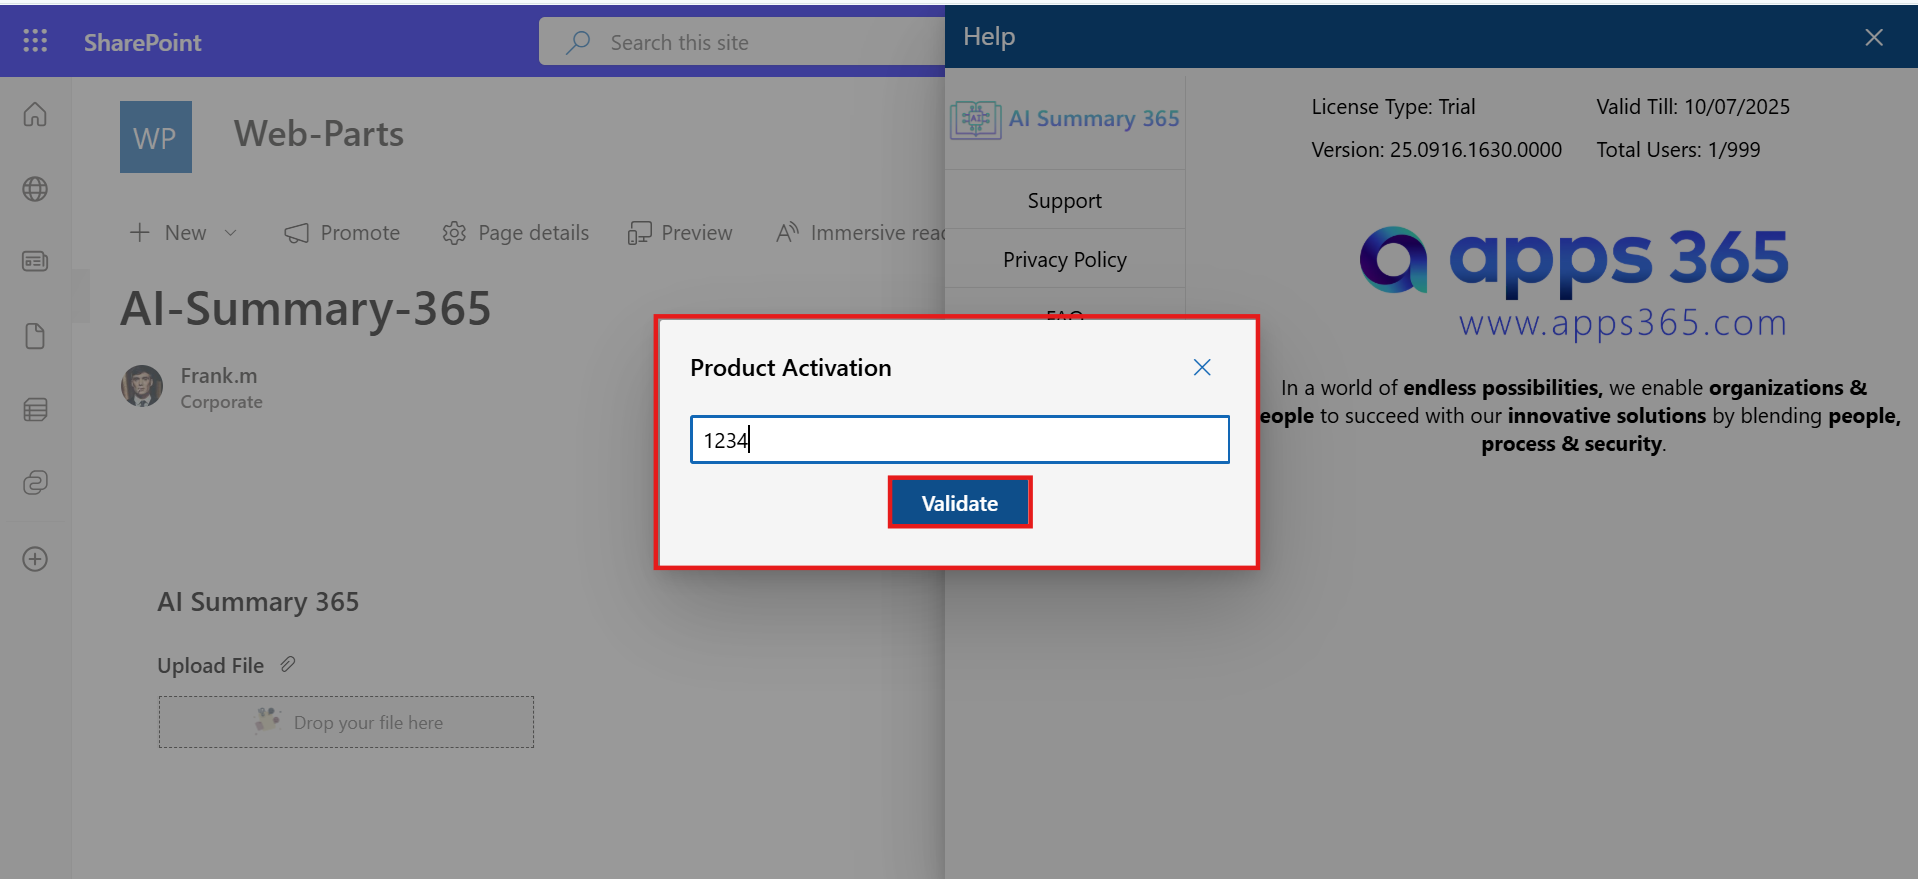 SharePoint
Search this site
Help
WP
Web-Parts
New
Promote
Page details
Preview
Immersive reac
AI-Summary-365
Frank.m
Corporate
AI Summary 365
Upload File
Drop your file here
AI
AI Summary 365
Support
Privacy Policy
FAQ
License Type: Trial
Valid Till: 10/07/2025
Version: 25.0916.1630.0000
Total Users: 1/999
apps 365
www.apps365.com
In a world of endless possibilities, we enable organizations &
eople to succeed with our innovative solutions by blending people,
process & security.
Product Activation
1234
Validate